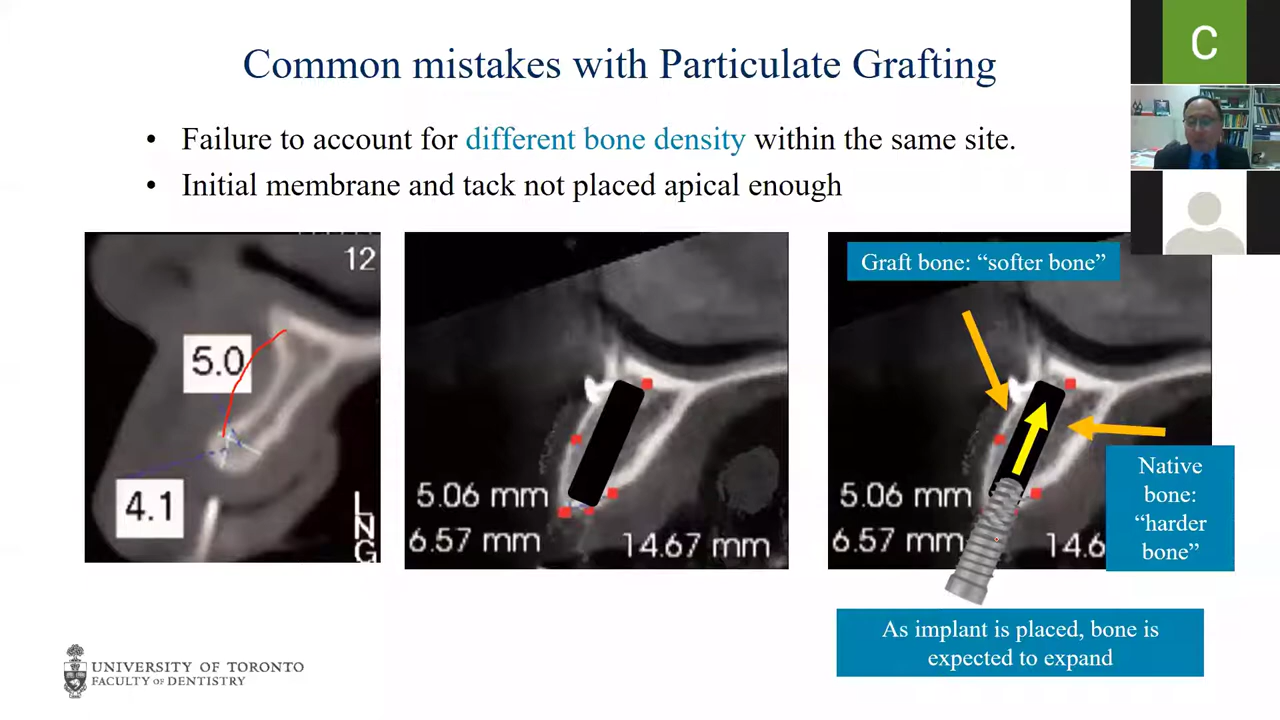 C
Common mistakes with Particulate Grafting
• Failure to account for different bone density within the same site.
• Initial membrane and tack not placed apical enough
12
5.0
4.1
LNG
5.06 mm
6.57 mm
14.67 mm
Graft bone: “softer bone”
5.06 mm
6.57 mm
14.6
Native
bone:
“harder
bone”
As implant is placed, bone is
expected to expand
UNIVERSITY OF TORONTO
FACULTY OF DENTISTRY